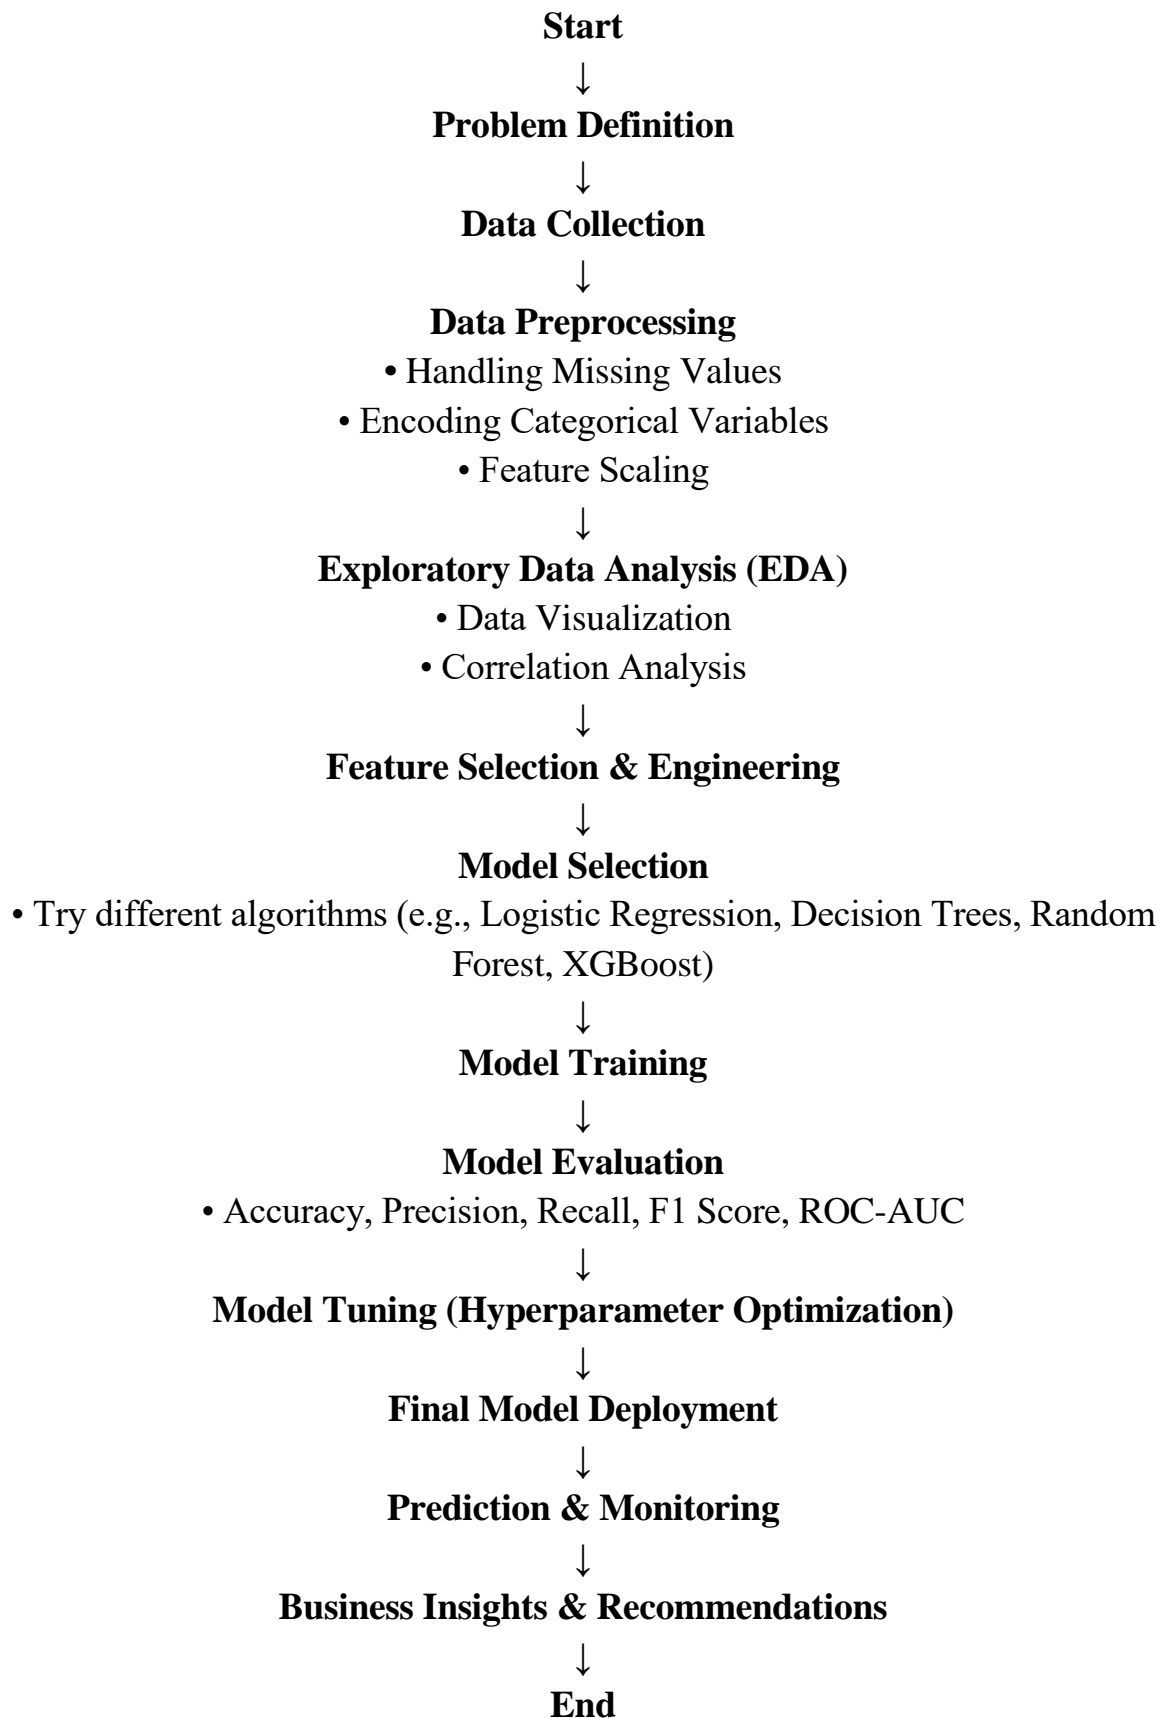 Start
↓
Problem Definition
↓
Data Collection
↓
Data Preprocessing
• Handling Missing Values
• Encoding Categorical Variables
• Feature Scaling
↓
Exploratory Data Analysis (EDA)
• Data Visualization
• Correlation Analysis
↓
Feature Selection & Engineering
↓
Model Selection
• Try different algorithms (e.g., Logistic Regression, Decision Trees, Random
Forest, XGBoost)
↓
Model Training
↓
Model Evaluation
• Accuracy, Precision, Recall, F1 Score, ROC-AUC
↓
Model Tuning (Hyperparameter Optimization)
↓
Final Model Deployment
↓
Prediction & Monitoring
↓
Business Insights & Recommendations
↓
End